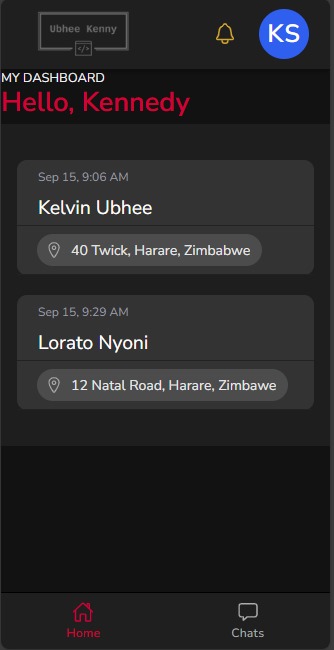 Ubhee Kenny
</>
KS
MY DASHBOARD
Hello, Kennedy
Sep 15, 9:06 AM
Kelvin Ubhee
40 Twick, Harare, Zimbabwe
Sep 15, 9:29 AM
Lorato Nyoni
12 Natal Road, Harare, Zimbawe
Home
Chats